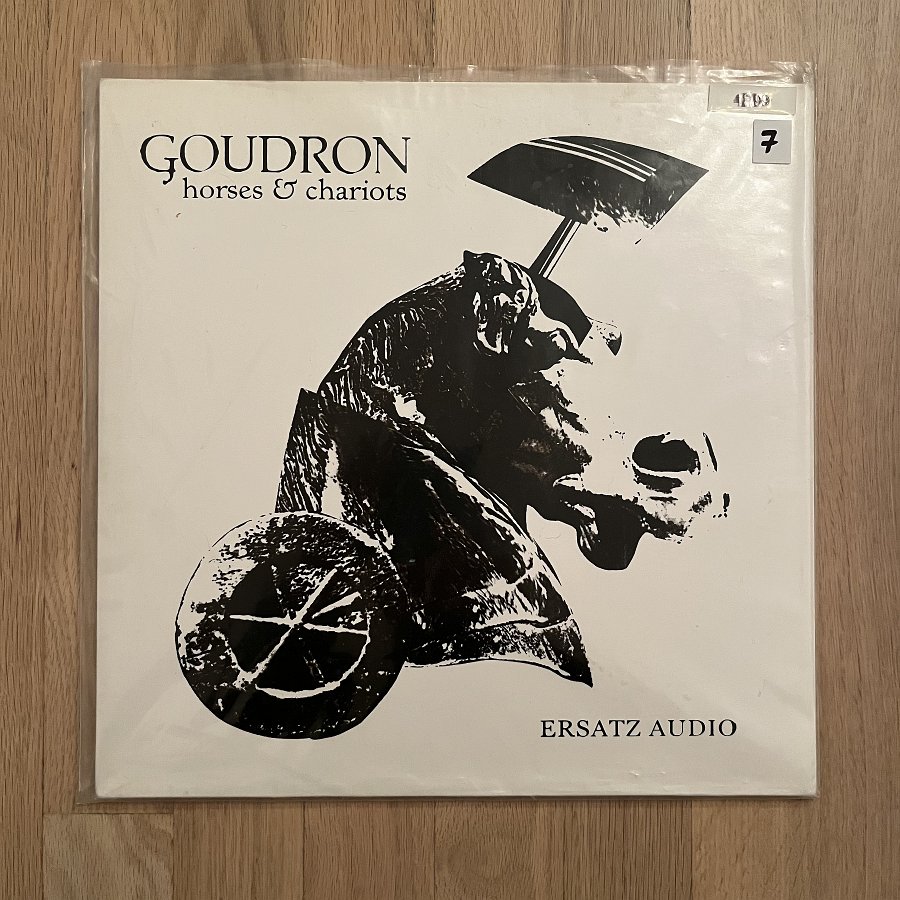 GOUDRON
horses & chariots
7
ERSATZ AUDIO